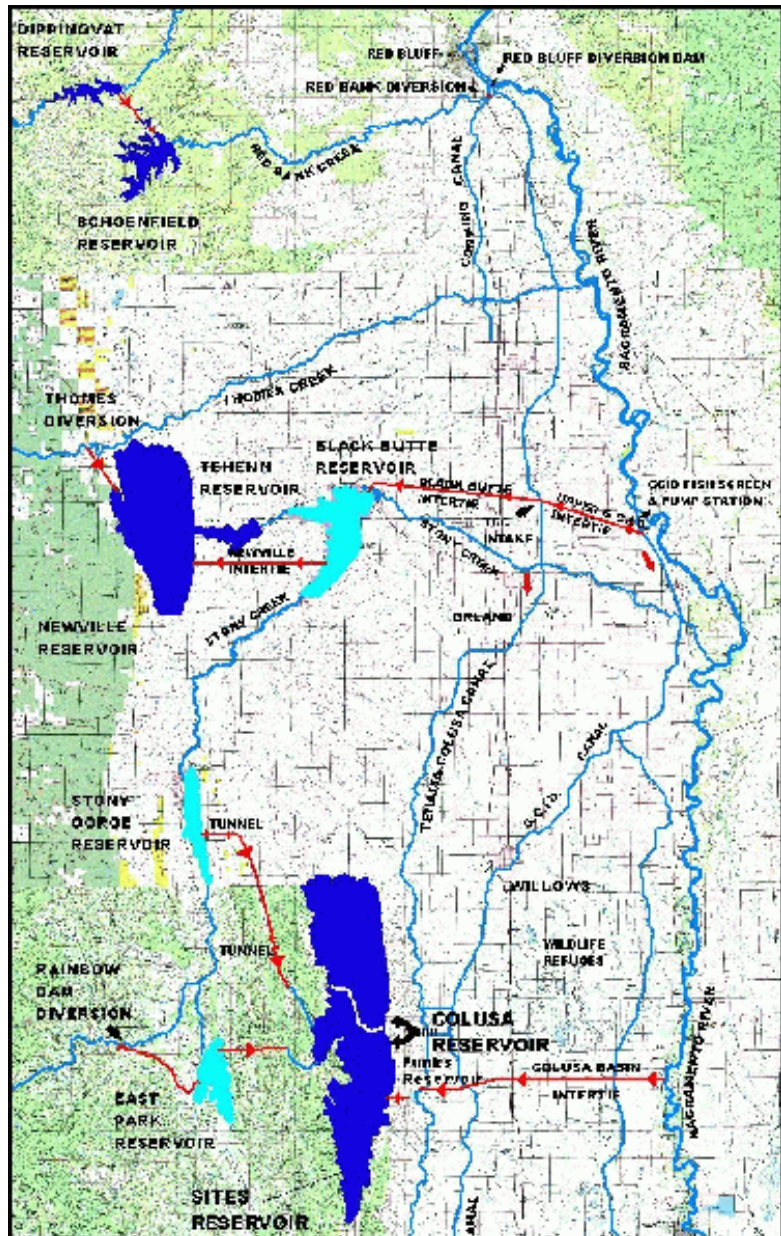 DIPPINGVAT
RESERVOIR
RED BLUFF
RED BLUFF DIVERSION DAM
RED BANK DIVERSION
RED BANK CREEK
CORNING CANAL
SCHOENFIELD
RESERVOIR
SACRAMENTO RIVER
THOMES CREEK
THOMES
DIVERSION
TEHENN
RESERVOIR
BLACK BUTTE
RESERVOIR
BLACK BUTTE
INTERTIE
INTERTIE
GCID FISH SCREEN
& PUMP STATION
INTAKE
STONY CREEK
NEWVILLE
INTERTIE
NEWVILLE
RESERVOIR
STONY CREEK
ORLAND
TEHAMA-COLUSA CANAL
G.C.I.D. CANAL
STONY
GORGE
RESERVOIR
TUNNEL
WILLOWS
TUNNEL
WILDLIFE
REFUGES
RAINBOW
DAM
DIVERSION
COLUSA
RESERVOIR
Funks
Reservoir
COLUSA BASIN
INTERTIE
SACRAMENTO RIVER
EAST
PARK
RESERVOIR
SITES
RESERVOIR